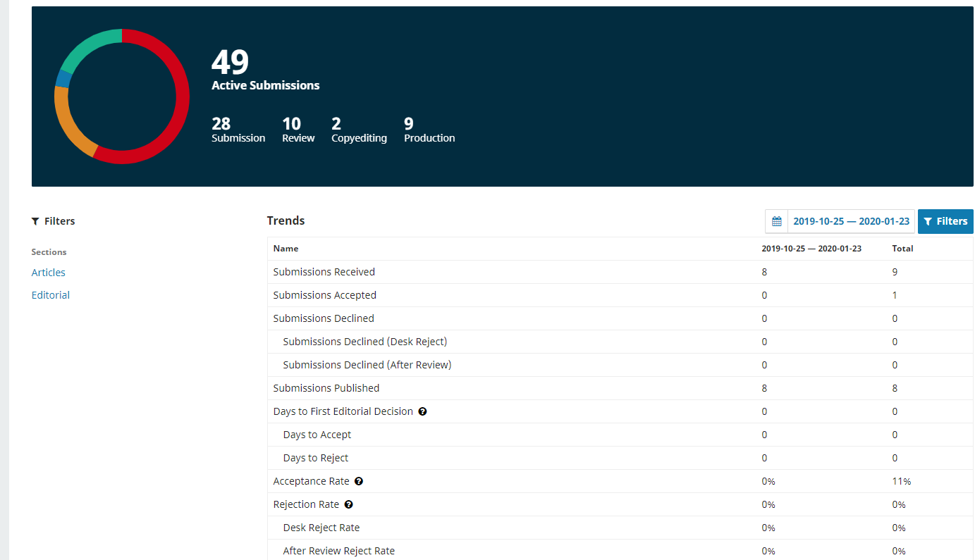 49
Active Submissions
28 10 2 9
Submission Review Copyediting Production
Filters
Sections
Articles
Editorial
Trends 2019-10-25 — 2020-01-23 Filters
Name 2019-10-25 — 2020-01-23 Total
Submissions Received 8 9
Submissions Accepted 0 1
Submissions Declined 0 0
Submissions Declined (Desk Reject) 0 0
Submissions Declined (After Review) 0 0
Submissions Published 8 8
Days to First Editorial Decision ? 0 0
Days to Accept 0 0
Days to Reject 0 0
Acceptance Rate ? 0% 11%
Rejection Rate ? 0% 0%
Desk Reject Rate 0% 0%
After Review Reject Rate 0% 0%